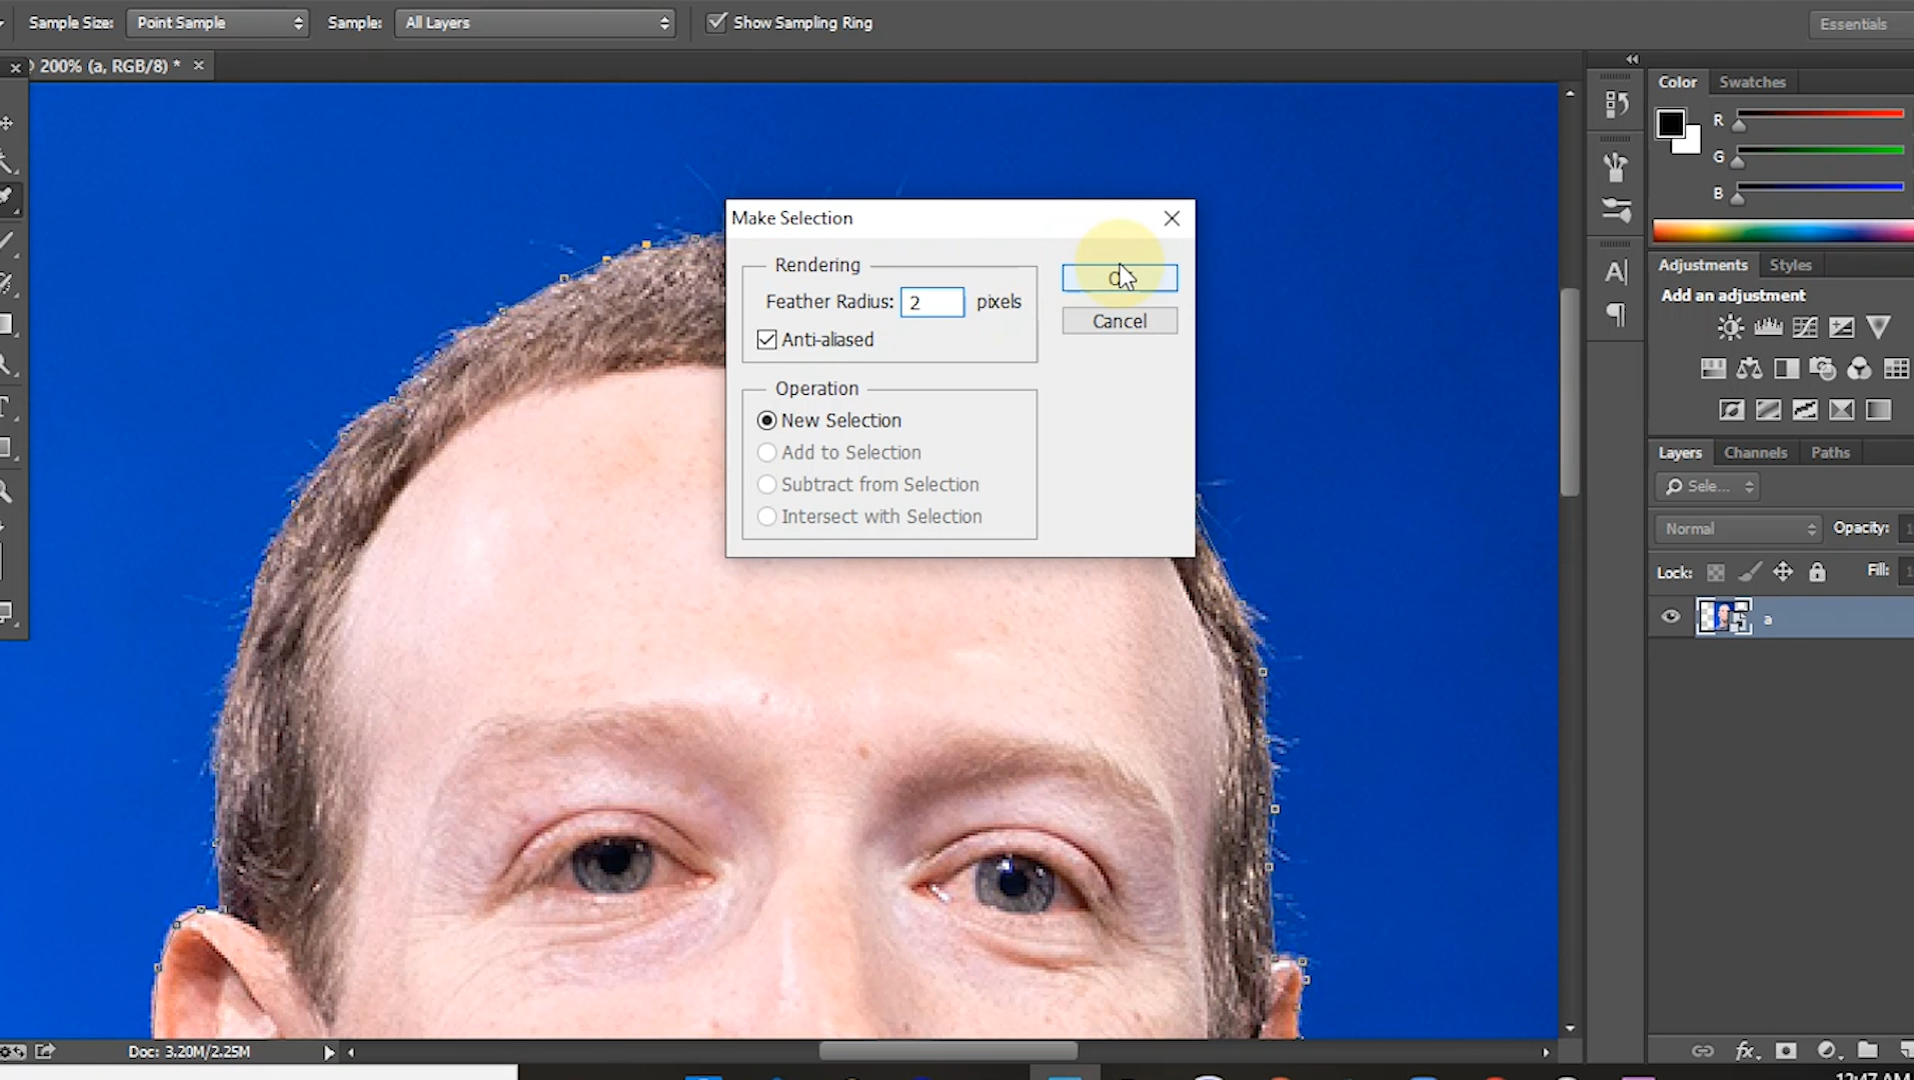 Sample Size: Point Sample Sample: All Layers Show Sampling Ring Essentials
200% (a, RGB/8) *
Color Swatches
R
G
B
Make Selection
Rendering
Feather Radius: 2 pixels
Anti-aliased
Cancel
Operation
New Selection
Add to Selection
Subtract from Selection
Intersect with Selection
Adjustments Styles
Add an adjustment
Layers Channels Paths
Sele...
Normal Opacity:
Lock: Fill:
a
Doc: 3.20M/2.25M